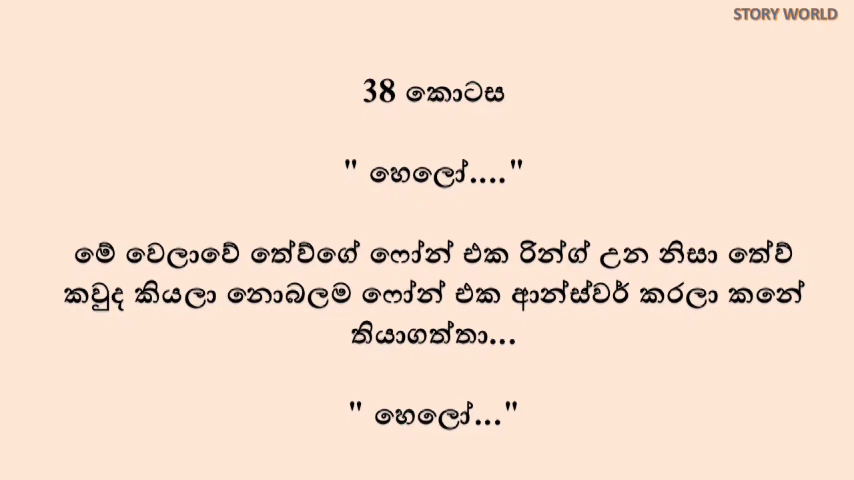 STORY WORLD
38 කොටස
" හෙලෝ...."
මේ වෙලාවේ තේව්ගේ ෆෝන් එක රින්ග් උන නිසා තේව්
කවුද කියලා නොබලම ෆෝන් එක ආන්ස්වර් කරලා කනේ
තියාගත්තා...
" හෙලෝ..."